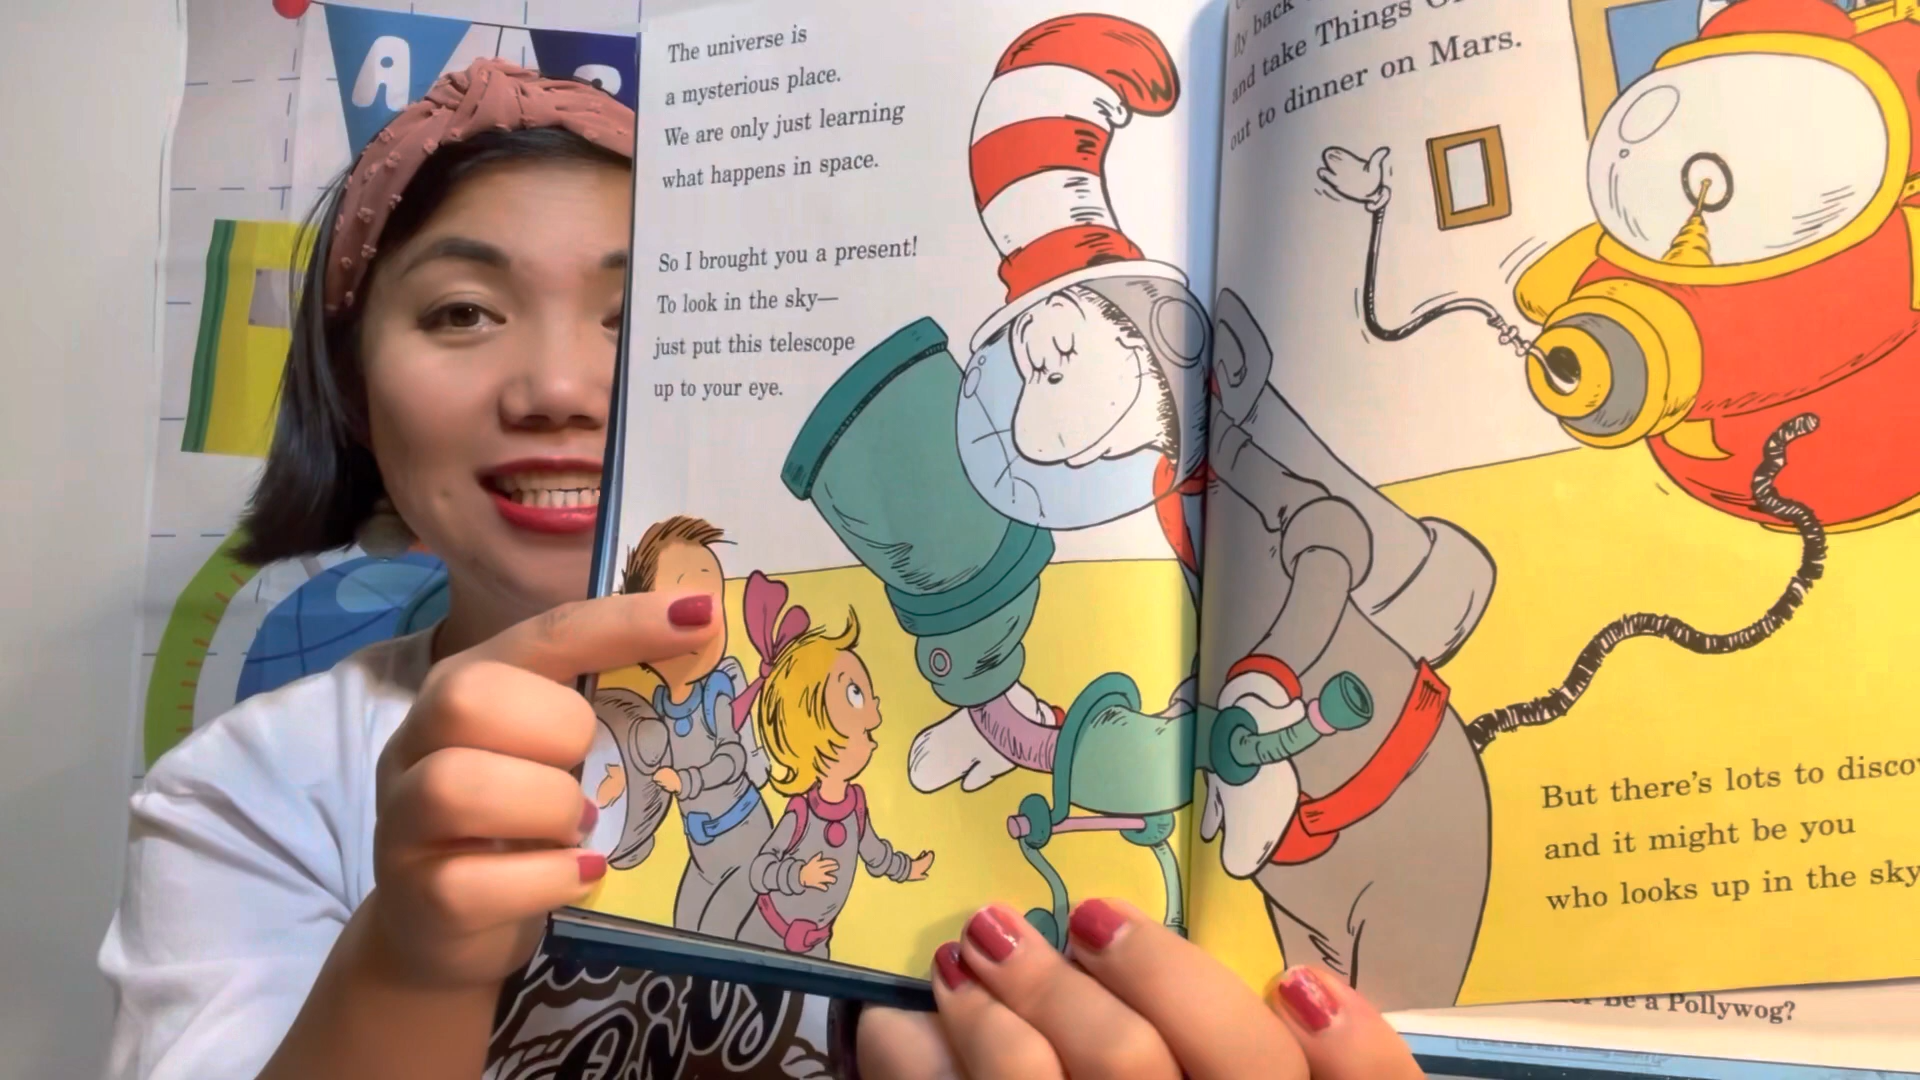 A
The universe is
a mysterious place.
We are only just learning
what happens in space.
So I brought you a present!
To look in the sky—
just put this telescope
up to your eye.
back
and take Things
out to dinner on Mars.
But there's lots to
and it might be you
who looks up in the sky
Be a Pollywog?